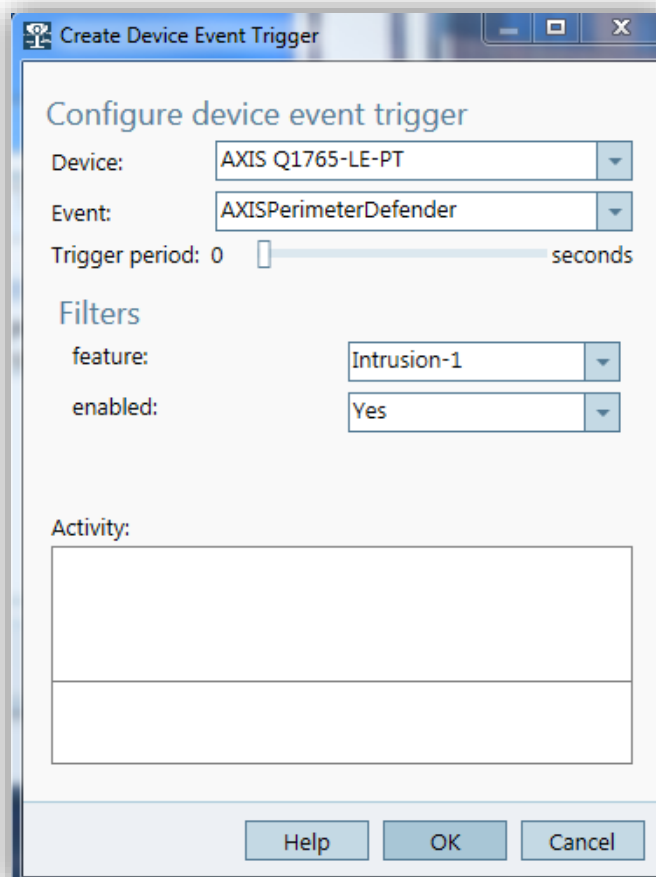 Create Device Event Trigger
Configure device event trigger
Device: AXIS Q1765-LE-PT
Event: AXISPerimeterDefender
Trigger period: 0 seconds
Filters
feature: Intrusion-1
enabled: Yes
Activity:
Help OK Cancel